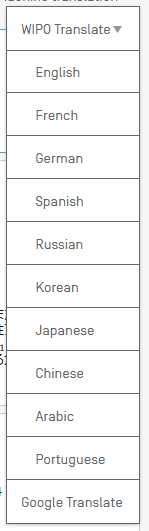 WIPO Translate
English
French
German
Spanish
Russian
Korean
Japanese
Chinese
Arabic
Portuguese
Google Translate